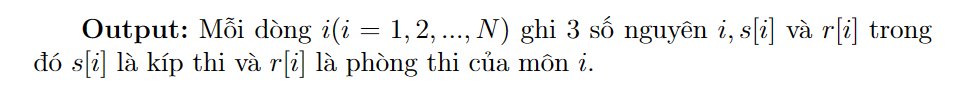 Output: Mỗi dòng i(i = 1, 2, ..., N) ghi 3 số nguyên i, s[i] và r[i] trong
đó s[i] là kíp thi và r[i] là phòng thi của môn i.